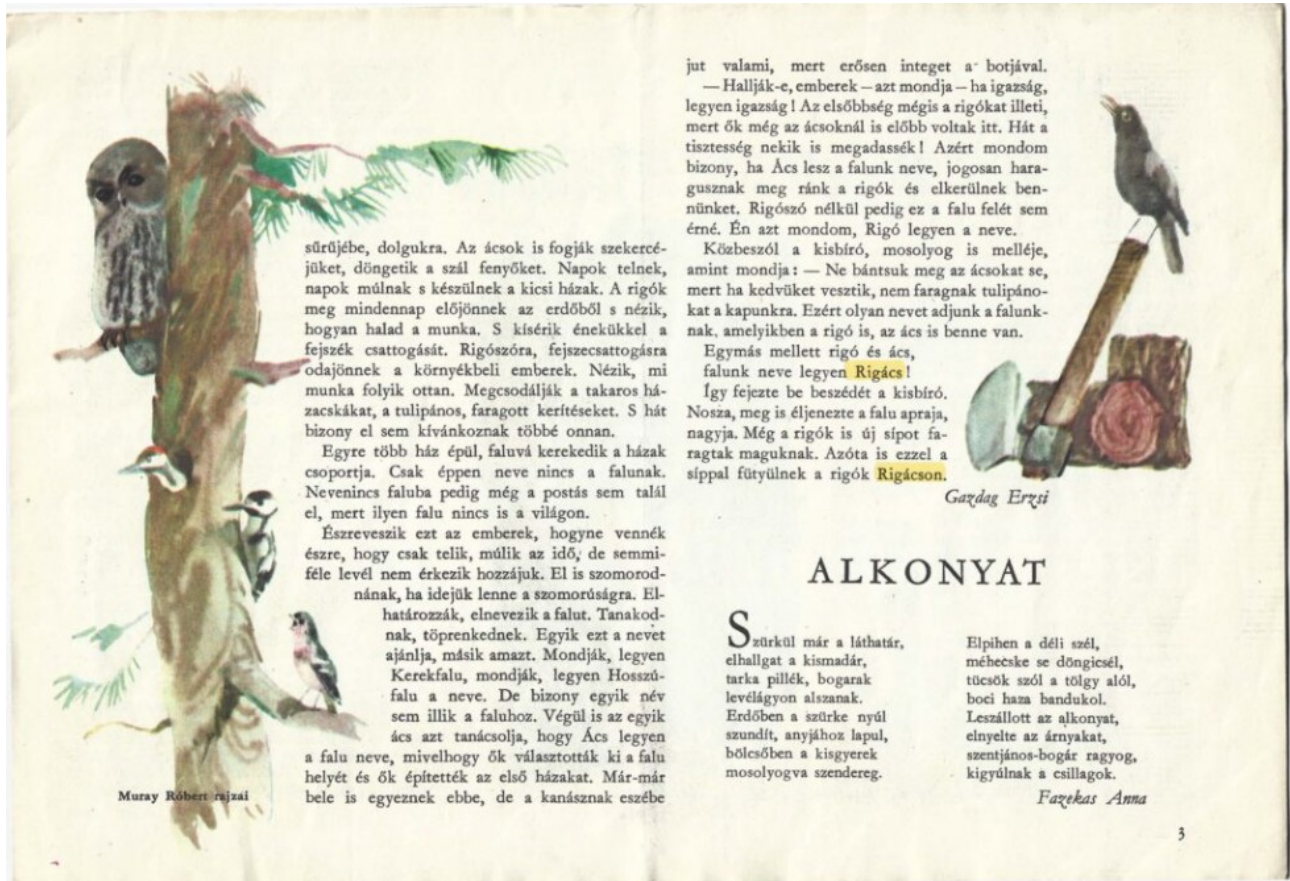 sűrűjébe, dolgukra. Az ácsok is fogják szekercé-
jüket, döngetik a szál fenyőket. Napok telnek,
napok múlnak s készülnek a kicsi házak. A rigók
meg mindennap előjönnek az erdőből s nézik,
hogyan halad a munka. S kísérik énekükkel a
fejszék csattogását. Rigószóra, fejszecsattogásra
odajönnek a környékbeli emberek. Nézik, mi
munka folyik ottan. Megcsodálják a takaros há-
zacskákat, a tulipános, faragott kerítéseket. S hát
bizony el sem kívánkoznak többé onnan.
Egyre több ház épül, faluvá kerekedik a házak
csoportja. Csak éppen neve nincs a falunak.
Nevenincs faluba pedig még a postás sem talál
el, mert ilyen falu nincs is a világon.
Észreveszik ezt az emberek, hogyne vennék
észre, hogy csak telik, múlik az idő, de semmi-
féle levél nem érkezik hozzájuk. El is szomorod-
nának, ha idejük lenne a szomorúságra. El-
határozzák, elnevezik a falut. Tanakod-
nak, töprenkednek. Egyik ezt a nevet
ajánlja, másik amazt. Mondják, legyen
Kerekfalu, mondják, legyen Hosszú-
falu a neve. De bizony egyik név
sem illik a faluhoz. Végül is az egyik
ács azt tanácsolja, hogy Ács legyen
a falu neve, mivelhogy ők választották ki a falu
helyét és ők építették az első házakat. Már-már
bele is egyeznek ebbe, de a kanásznak eszébe
Muray Róbert rajzai
jut valami, mert erősen integet a botjával.
— Hallják-e, emberek – azt mondja – ha igazság,
legyen igazság! Az elsőbbség mégis a rigókat illeti,
mert ők még az ácsoknál is előbb voltak itt. Hát a
tisztesség nekik is megadassék! Azért mondom
bizony, ha Ács lesz a falunk neve, jogosan hara-
gusznak meg ránk a rigók és elkerülnek ben-
nünket. Rigószó nélkül pedig ez a falu felét sem
érné. Én azt mondom, Rigó legyen a neve.
Közbeszól a kisbíró, mosolyog is melléje,
amint mondja: — Ne bántsuk meg az ácsokat se,
mert ha kedvüket vesztik, nem faragnak tulipáno-
kat a kapunkra. Ezért olyan nevet adjunk a falunk-
nak, amelyikben a rigó is, az ács is benne van.
Egymás mellett rigó és ács,
falunk neve legyen Rigács!
Így fejezte be beszédét a kisbíró.
Nosza, meg is éljenezte a falu apraja,
nagyja. Még a rigók is új sípot fa-
ragtak maguknak. Azóta is ezzel a
síppal fütyülnek a rigók Rigácson.
Gazdag Erzsi
ALKONYAT
Szürkül már a láthatár,
elhallgat a kismadár,
tarka pillék, bogarak
levélágyon alszanak.
Erdőben a szürke nyúl
szundít, anyjához lapul,
bölcsőben a kisgyerek
mosolyogva szendereg.
Elpihen a déli szél,
méhecske se döngicsél,
tücsök szól a tölgy alól,
boci haza bandukol.
Leszállott az alkonyat,
elnyelte az árnyakat,
szentjános-bogár ragyog,
kigyúlnak a csillagok.
Fazekas Anna
3